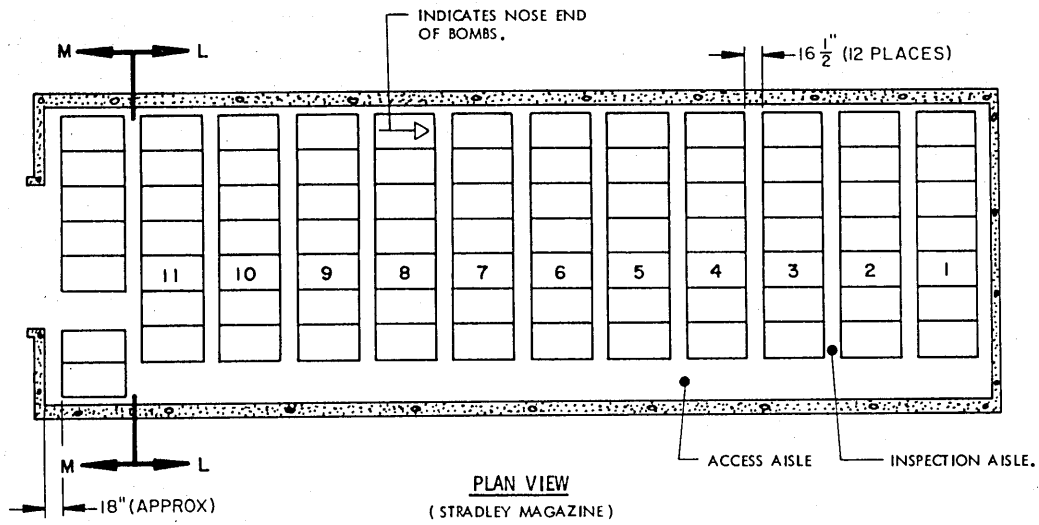 INDICATES NOSE END
OF BOMBS.
M L
16 1/2" (12 PLACES)
11 10 9 8 7 6 5 4 3 2 1
M L
ACCESS AISLE
INSPECTION AISLE.
18" (APPROX)
PLAN VIEW
(STRADLEY MAGAZINE)